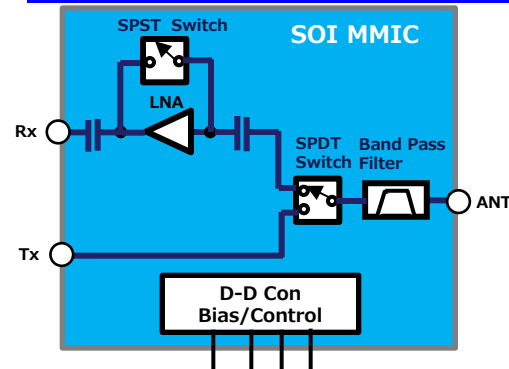 SPST Switch
SOI MMIC
LNA
Rx
SPDT
Switch
Band Pass
Filter
ANT
Tx
D-D Con
Bias/Control